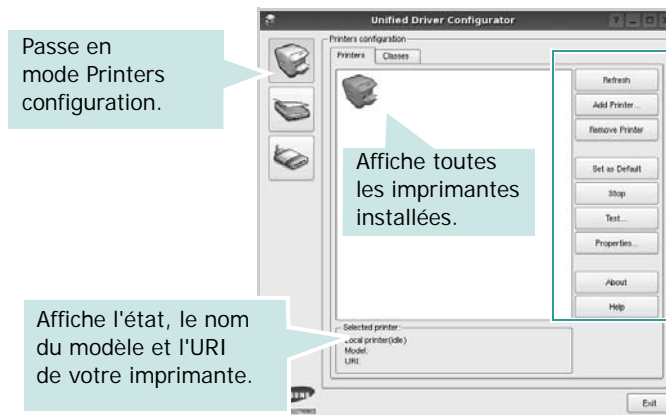 Unified Driver Configurator
Passe en
mode Printers
configuration.
Printers configuration
Printers Classes
Refresh
Add Printer...
Remove Printer
Set as Default
Stop
Test...
Properties...
About
Help
Affiche toutes
les imprimantes
installées.
Affiche l'état, le nom
du modèle et l'URI
de votre imprimante.
Selected printer:
Local printer(idle)
Model:
URI:
Exit